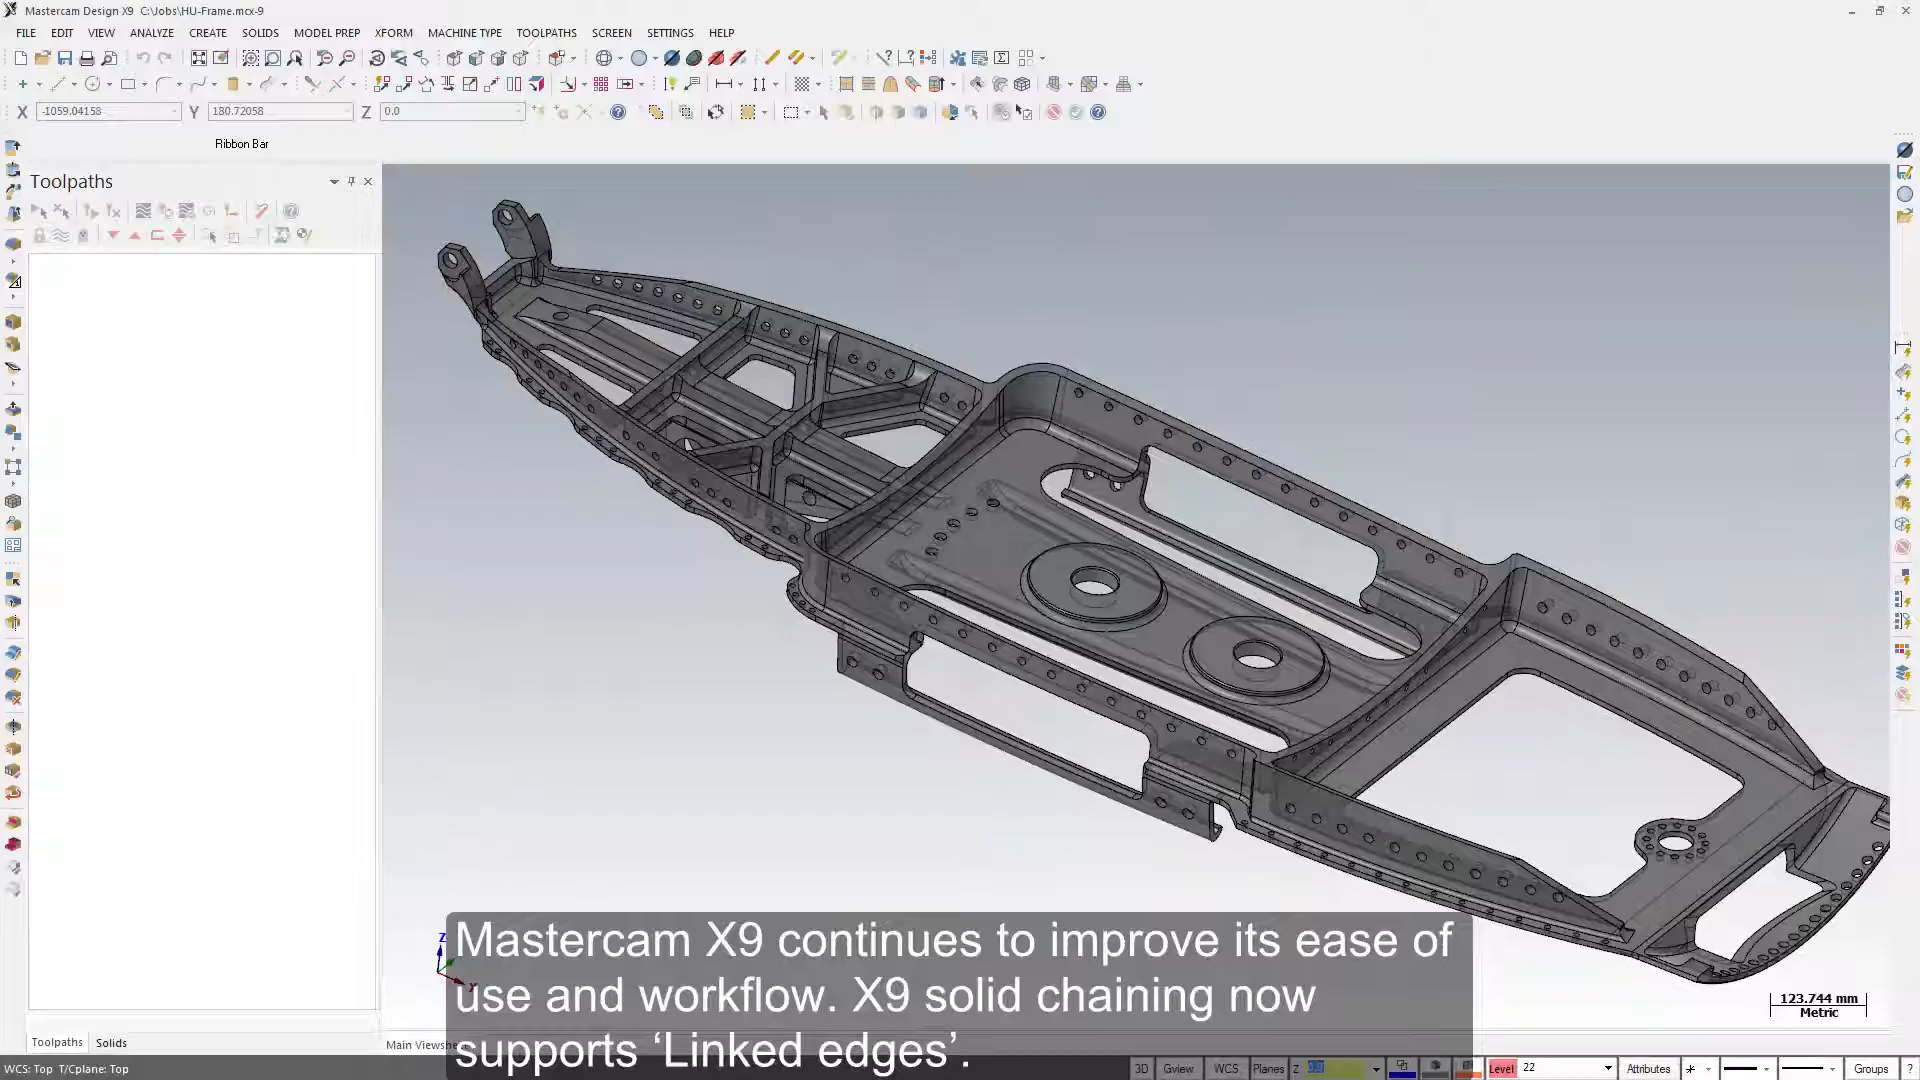 Mastercam Design X9 C:\Jobs\HU-Frame.mcx-9
FILE EDIT VIEW ANALYZE CREATE SOLIDS MODEL PREP XFORM MACHINE TYPE TOOLPATHS SCREEN SETTINGS HELP
X -1059.04158 Y 180.72058 Z 0.0
Ribbon Bar
Toolpaths
Mastercam X9 continues to improve its ease of
use and workflow. X9 solid chaining now
supports ‘Linked edges’.
123.744 mm
Metric
Z
Toolpaths Solids
Main Viewshe
WCS: Top T/Cplane: Top
3D Gview WCS Planes Z Level 22 Attributes Groups ?